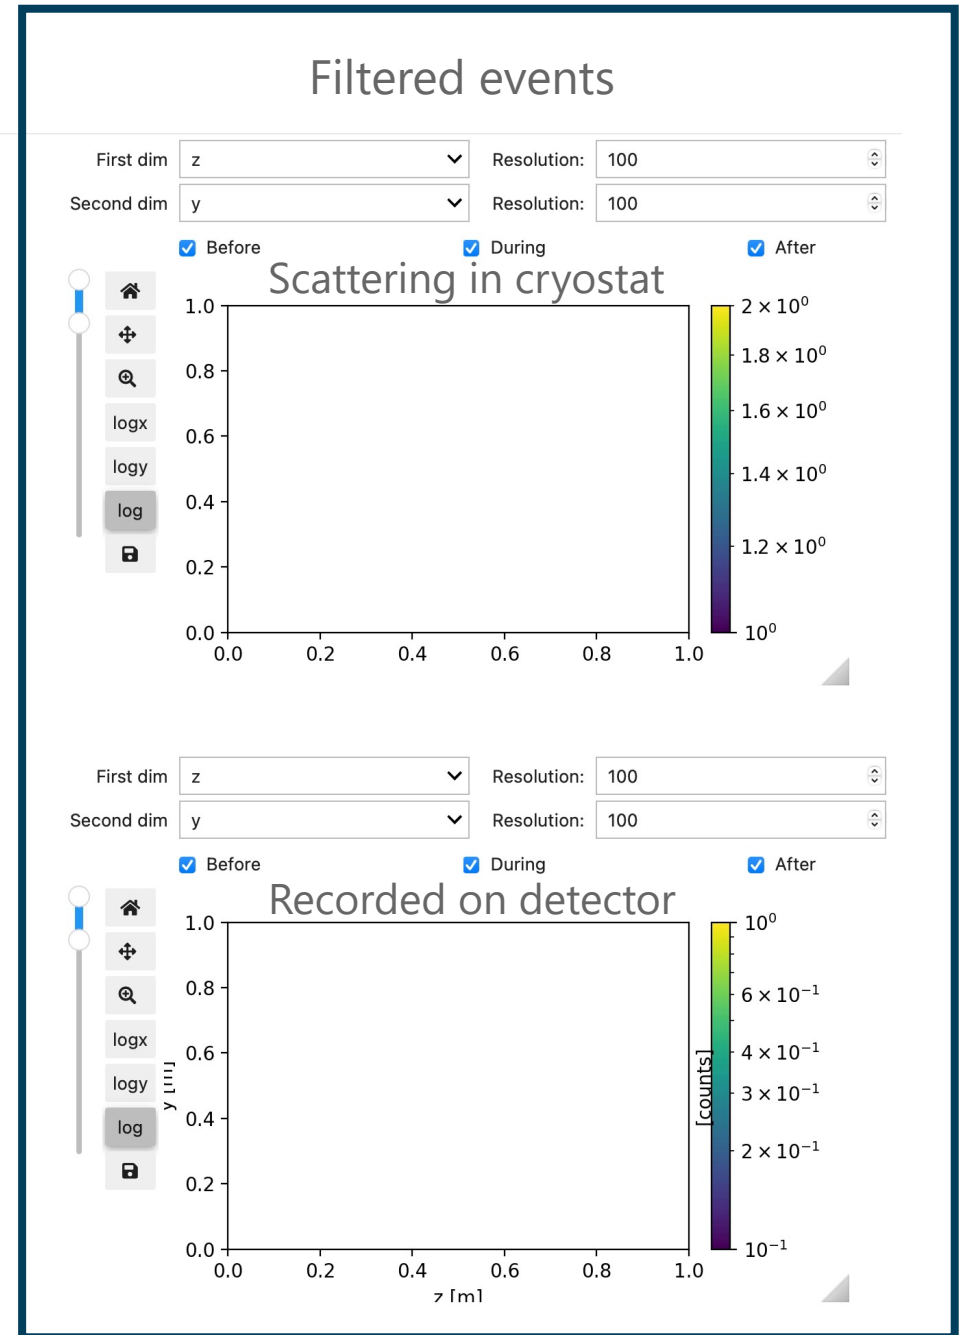 Filtered events
First dim z Resolution: 100
Second dim y Resolution: 100
Before During After
Scattering in cryostat
logx
logy
log
1.0
0.8
0.6
0.4
0.2
0.0
0.0 0.2 0.4 0.6 0.8 1.0
2 × 10⁰
1.8 × 10⁰
1.6 × 10⁰
1.4 × 10⁰
1.2 × 10⁰
10⁰
First dim z Resolution: 100
Second dim y Resolution: 100
Before During After
Recorded on detector
logx
logy
log
y [m]
1.0
0.8
0.6
0.4
0.2
0.0
0.0 0.2 0.4 0.6 0.8 1.0
z [m]
[counts]
10⁰
6 × 10⁻¹
4 × 10⁻¹
3 × 10⁻¹
2 × 10⁻¹
10⁻¹